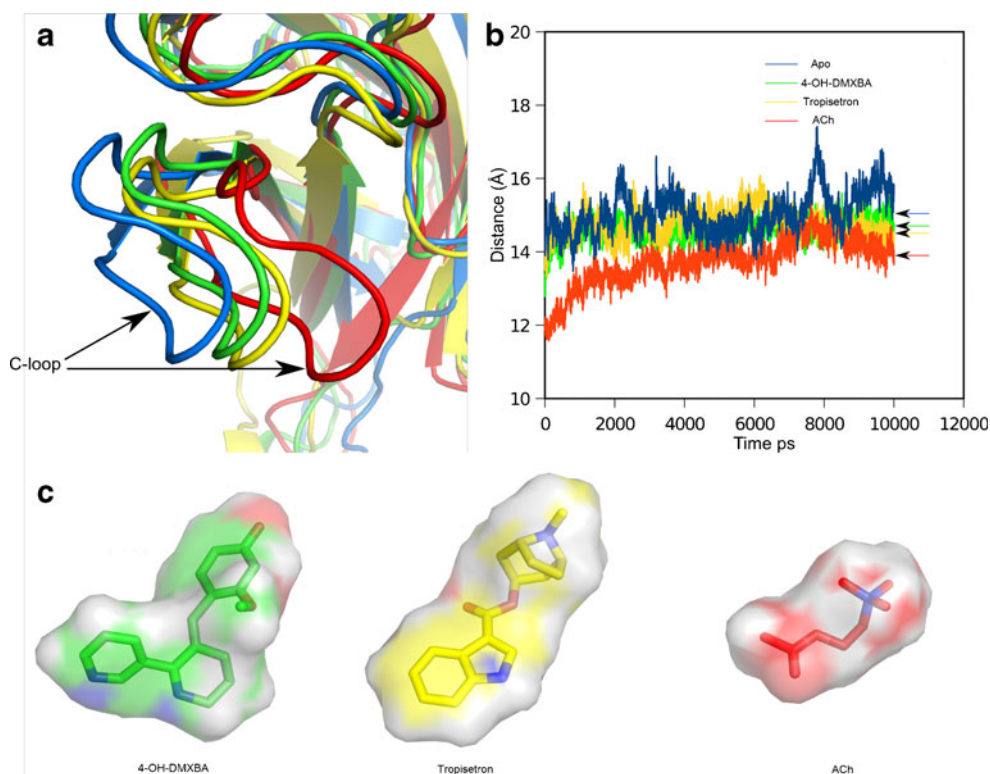 a
C-loop
b
20
18
16
14
12
10
Distance (Å)
Apo
4-OH-DMXBA
Tropisetron
ACh
0 2000 4000 6000 8000 10000 12000
Time ps
c
4-OH-DMXBA
Tropisetron
ACh